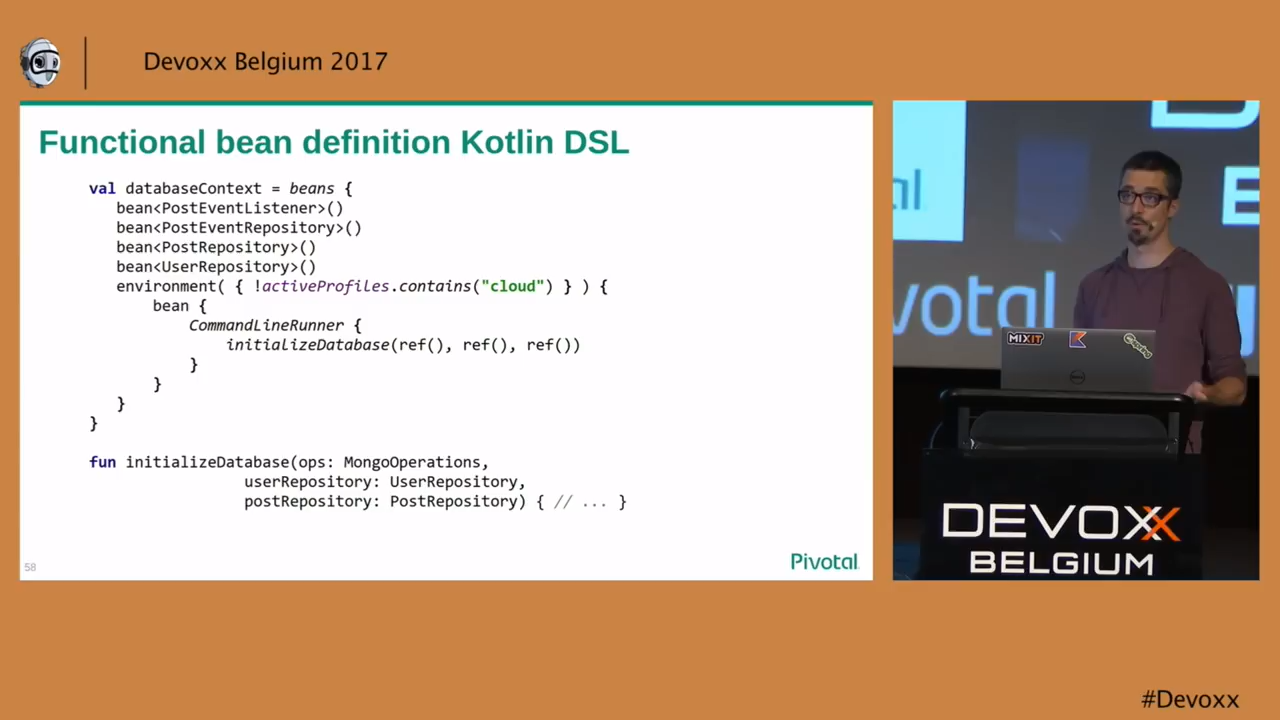 Devoxx Belgium 2017
Functional bean definition Kotlin DSL
val databaseContext = beans {
bean<PostEventListener>()
bean<PostEventRepository>()
bean<PostRepository>()
bean<UserRepository>()
environment( { !activeProfiles.contains("cloud") } ) {
bean {
CommandLineRunner {
initializeDatabase(ref(), ref(), ref())
}
}
}
}
fun initializeDatabase(ops: MongoOperations,
userRepository: UserRepository,
postRepository: PostRepository) { // ... }
58
Pivotal
MIXIT
spring
DEVOXX
BELGIUM
#Devoxx